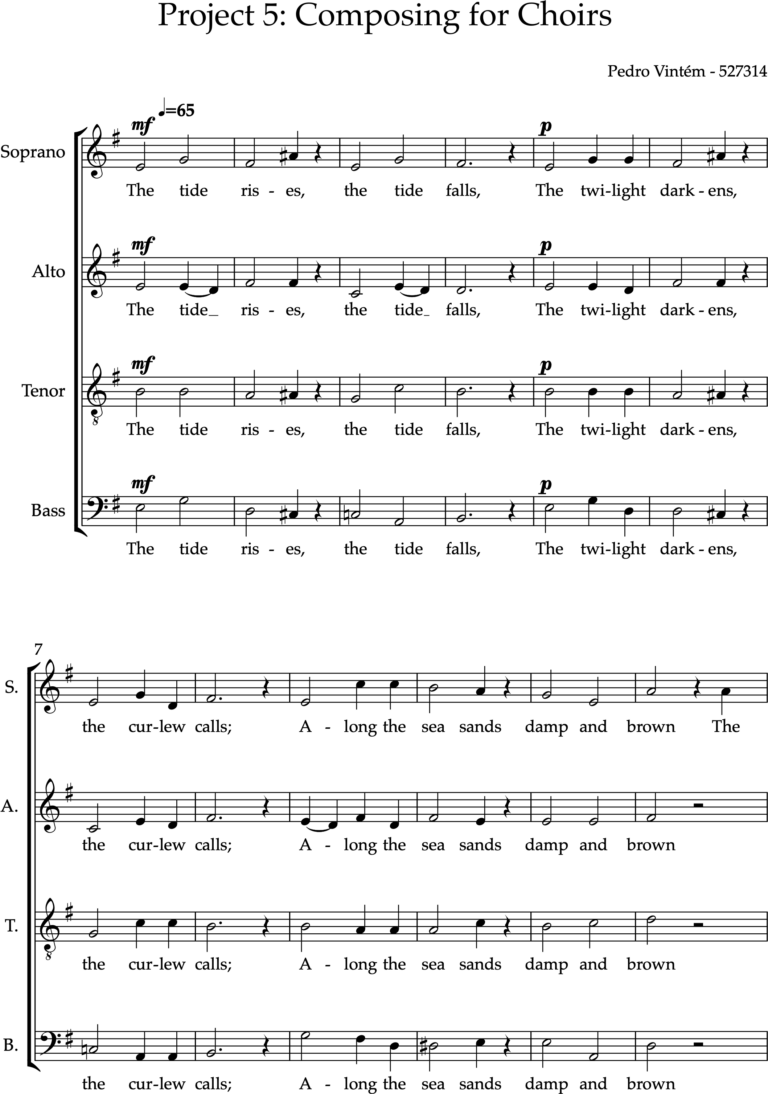 Project 5: Composing for Choirs
Pedro Vintém - 527314
mf ♩=65
p
Soprano
The tide ris - es, the tide falls, The twi-light dark - ens,
mf
p
Alto
The tide_ ris - es, the tide_ falls, The twi-light dark - ens,
mf
p
Tenor
8
The tide ris - es, the tide falls, The twi-light dark - ens,
mf
p
Bass
The tide ris - es, the tide falls, The twi-light dark - ens,
7
S.
the cur-lew calls; A - long the sea sands damp and brown The
A.
the cur-lew calls; A - long the sea sands damp and brown
T.
8
the cur-lew calls; A - long the sea sands damp and brown
B.
the cur-lew calls; A - long the sea sands damp and brown